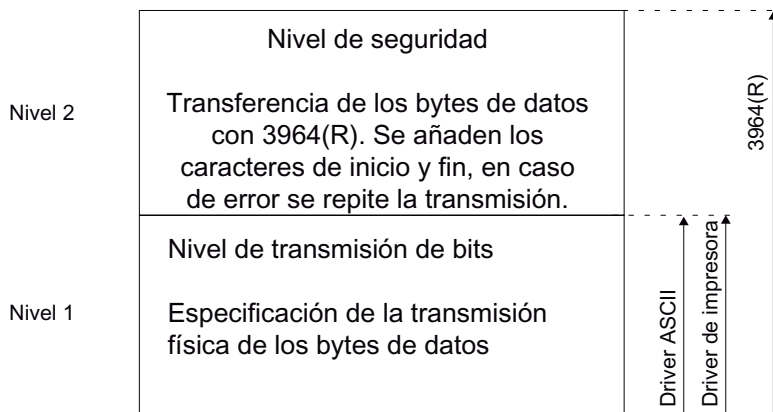 Nivel de seguridad
Nivel 2
Transferencia de los bytes de datos
con 3964(R). Se añaden los
caracteres de inicio y fin, en caso
de error se repite la transmisión.
3964(R)
Nivel de transmisión de bits
Nivel 1
Especificación de la transmisión
física de los bytes de datos
Driver ASCII
Driver de impresora